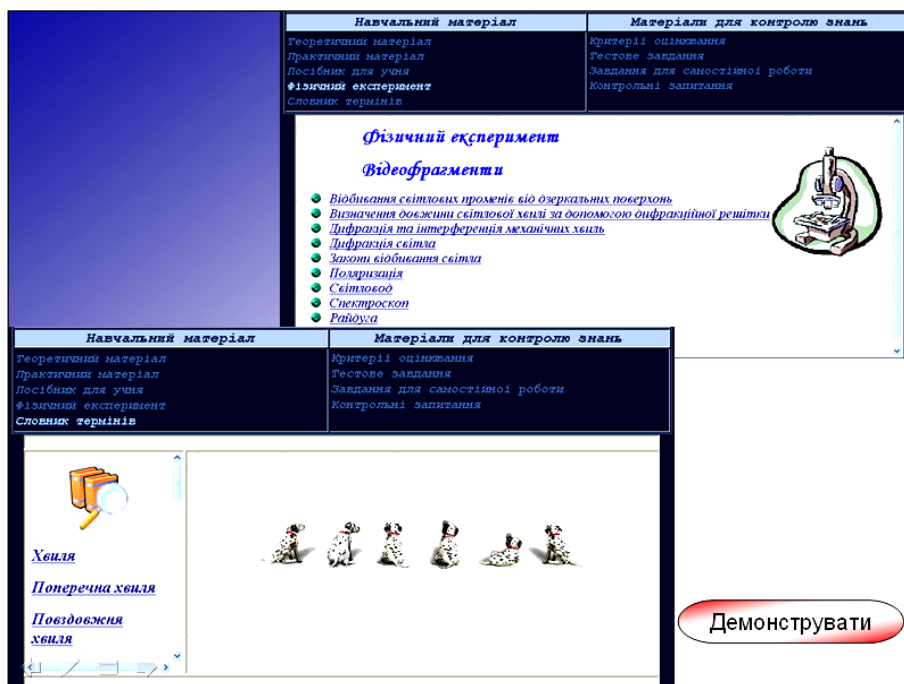 Навчальний матеріал
Матеріали для контролю знань
Теоретичний матеріал
Практичний матеріал
Посібник для учня
Фізичний експеримент
Словник термінів
Критерії оцінювання
Тестове завдання
Завдання для самостійної роботи
Контрольні запитання
Фізичний експеримент
Відеофрагменти
Відбивання світлових променів від дзеркальних поверхонь
Визначення довжини світлової хвилі за допомогою дифракційної решітки
Дифракція та інтерференція механічних хвиль
Дифракція світла
Закони відбивання світла
Поляризація
Світловод
Спектроскоп
Райдуга
Навчальний матеріал
Матеріали для контролю знань
Теоретичний матеріал
Практичний матеріал
Посібник для учня
Фізичний експеримент
Словник термінів
Критерії оцінювання
Тестове завдання
Завдання для самостійної роботи
Контрольні запитання
Хвиля
Поперечна хвиля
Повздовжня
хвиля
Демонструвати